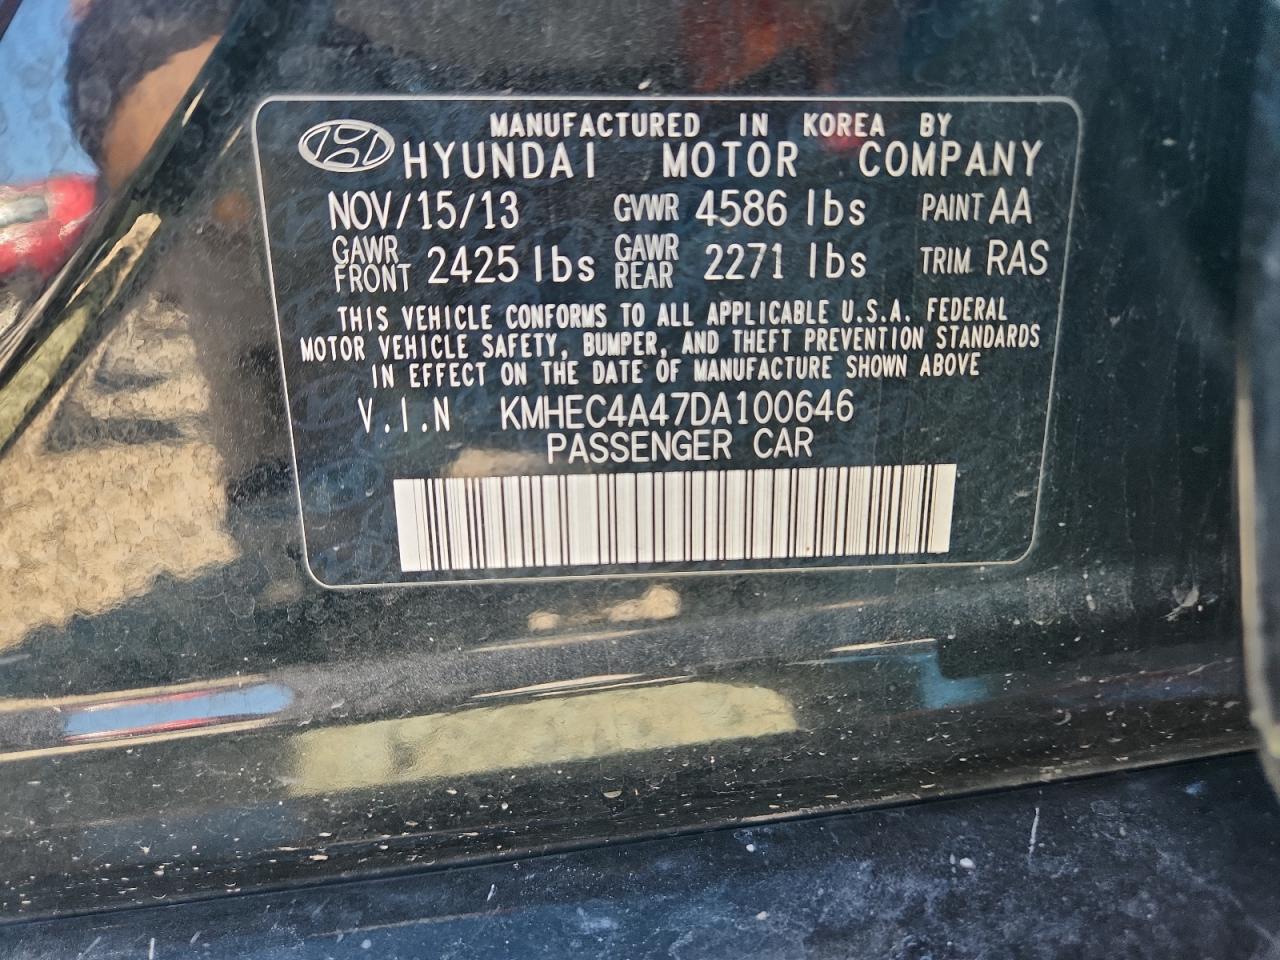 MANUFACTURED IN KOREA BY
HYUNDAI MOTOR COMPANY
NOV/15/13 GVWR 4586 lbs PAINT AA
GAWR FRONT 2425 lbs GAWR REAR 2271 lbs TRIM RAS
THIS VEHICLE CONFORMS TO ALL APPLICABLE U.S.A. FEDERAL
MOTOR VEHICLE SAFETY, BUMPER, AND THEFT PREVENTION STANDARDS
IN EFFECT ON THE DATE OF MANUFACTURE SHOWN ABOVE
V.I.N KMHEC4A47DA100646
PASSENGER CAR